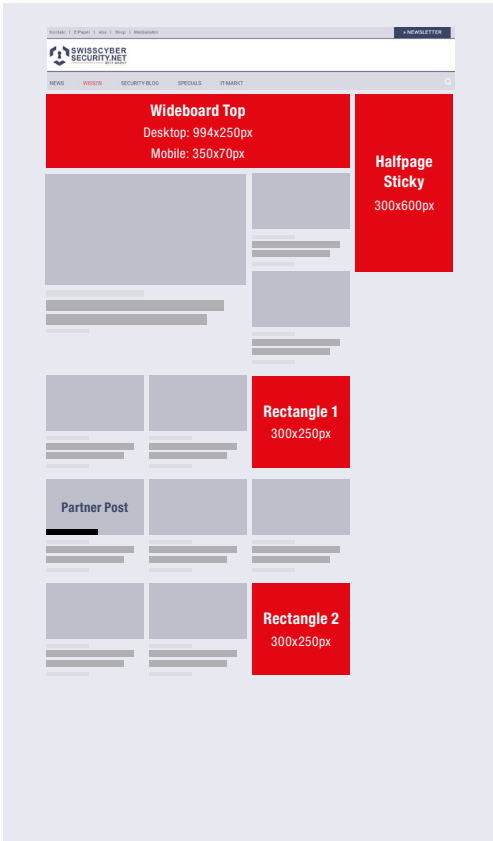 Kontakt | E-Paper | Abo | Shop | Mediadaten
» NEWSLETTER
SWISSCYBER
SECURITY.NET
NEWS WISSEN SECURITY-BLOG SPECIALS IT-MARKT
Wideboard Top
Desktop: 994x250px
Mobile: 350x70px
Halfpage
Sticky
300x600px
Rectangle 1
300x250px
Partner Post
Rectangle 2
300x250px